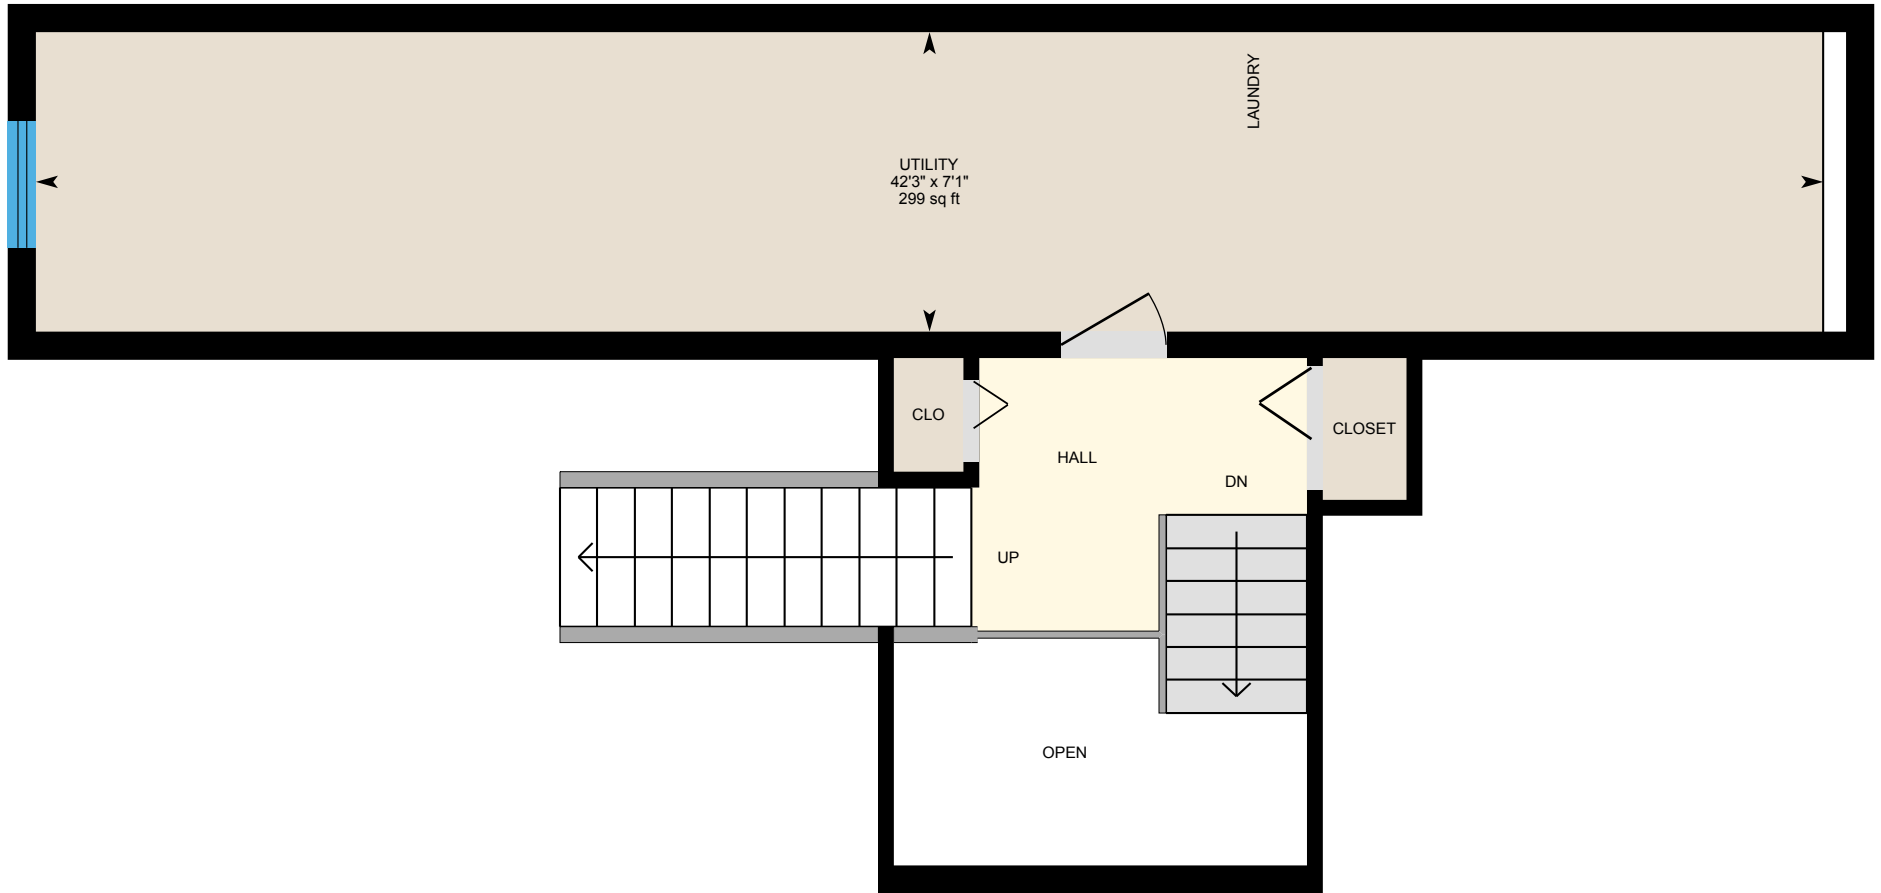 LAUNDRY
UTILITY
42'3" x 7'1"
299 sq ft
CLO
CLOSET
HALL
DN
UP
OPEN